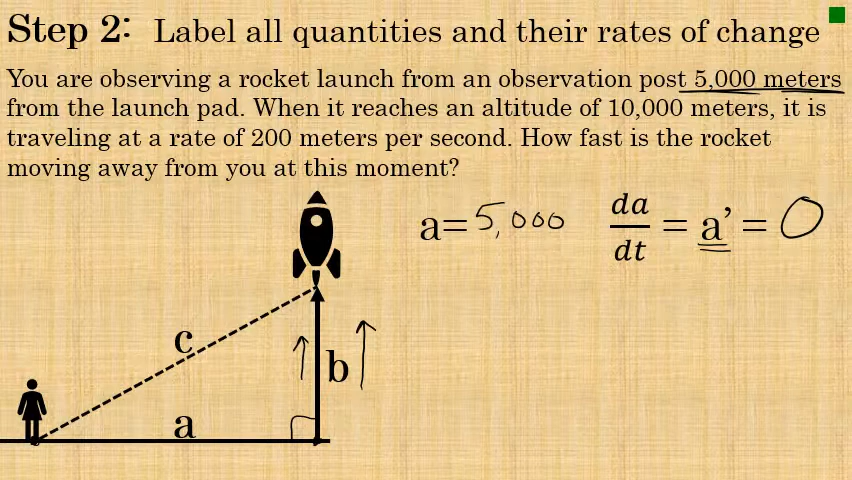 Step 2: Label all quantities and their rates of change
You are observing a rocket launch from an observation post 5,000 meters
from the launch pad. When it reaches an altitude of 10,000 meters, it is
traveling at a rate of 200 meters per second. How fast is the rocket
moving away from you at this moment?
a= 5,000 da/dt = a’ = 0
c
b
a